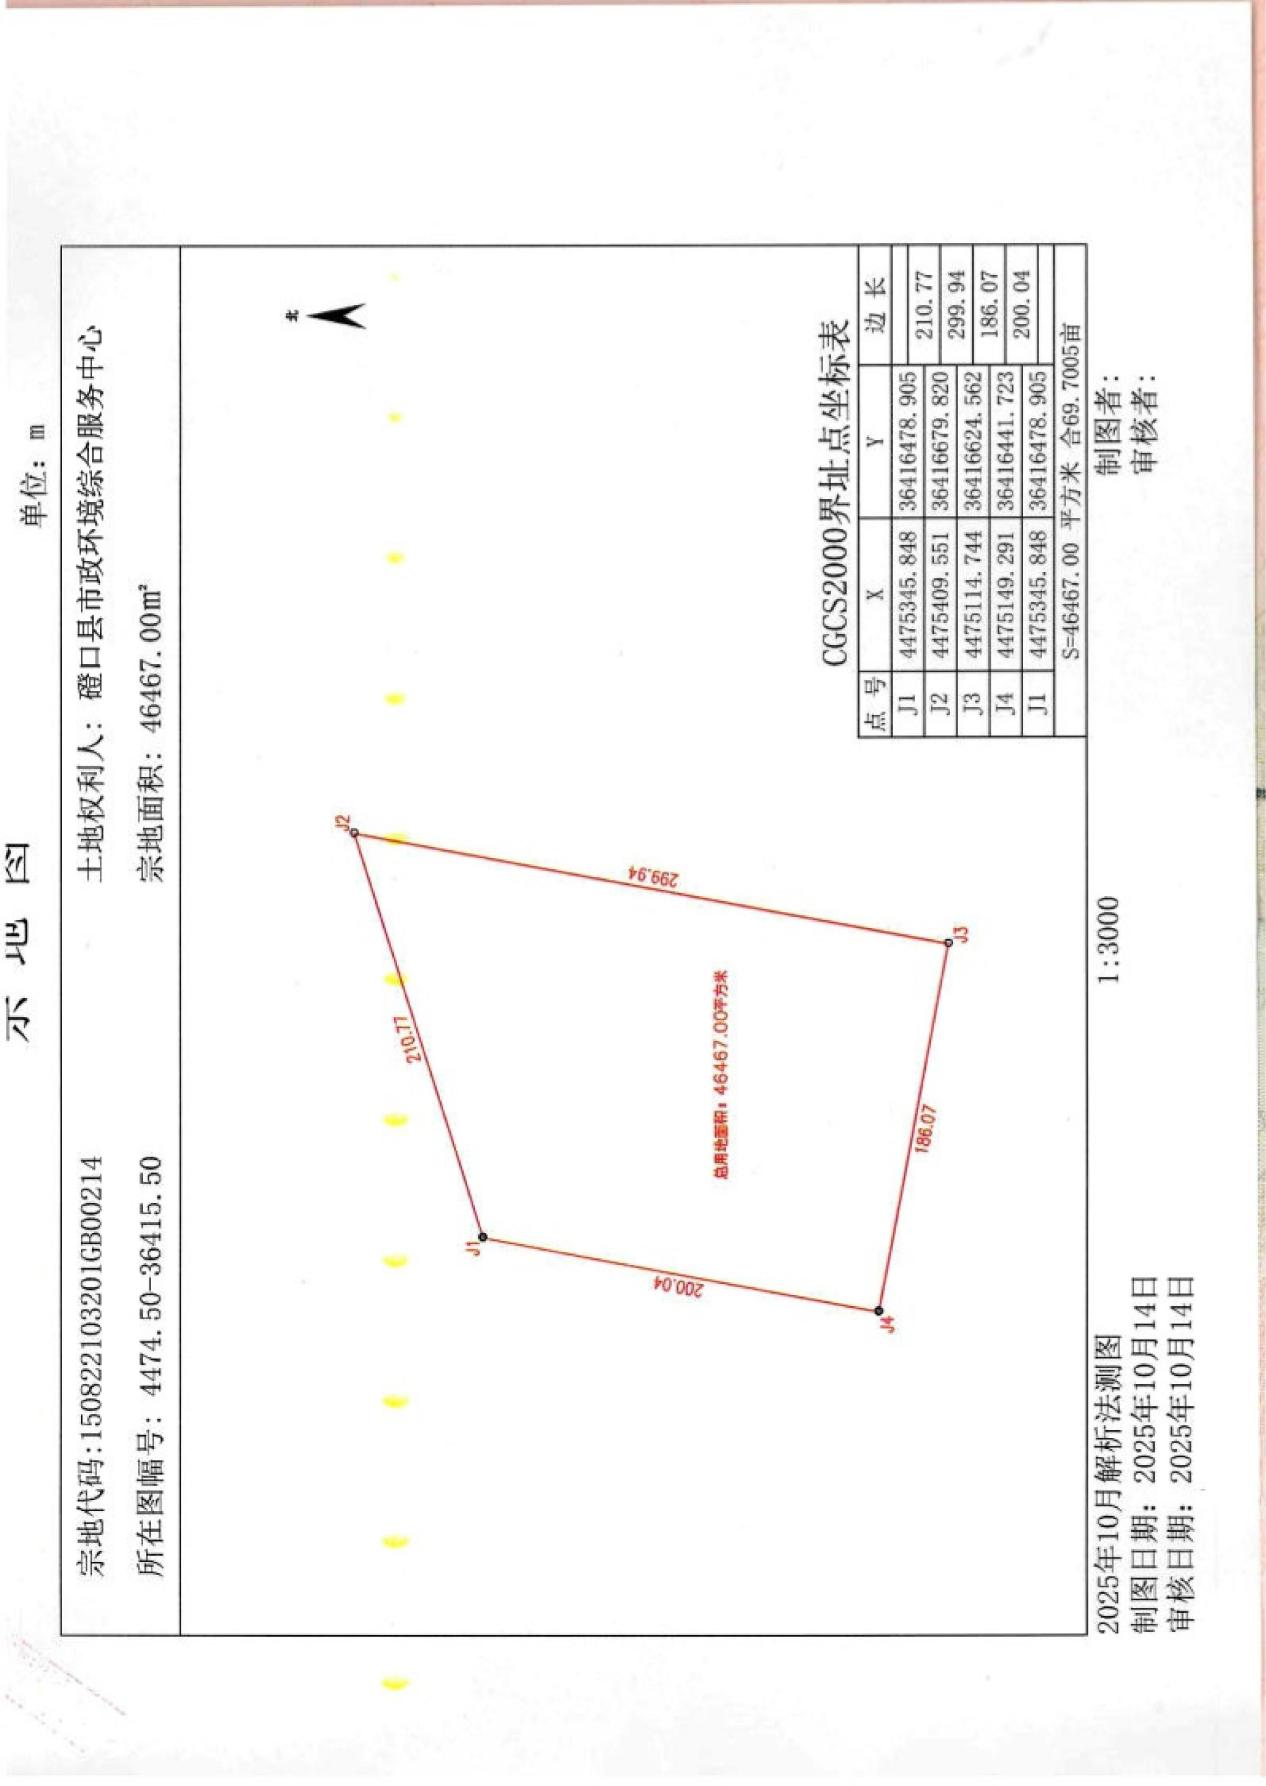 示 地 图
单位: m
宗地代码:150822103201GB00214 土地权利人: 磴口县市政环境综合服务中心
所在图幅号: 4474.50-36415.50 宗地面积: 46467.00m²
北
J2
210.77
J1
299.94
总用地面积: 46467.00平方米
200.04
J4
186.07
J3
CGCS2000界址点坐标表
点 号 X Y 边 长
J1 4475345.848 36416478.905
210.77
J2 4475409.551 36416679.820
299.94
J3 4475114.744 36416624.562
186.07
J4 4475149.291 36416441.723
200.04
J1 4475345.848 36416478.905
S=46467.00 平方米 合69.7005亩
2025年10月解析法测图 1:3000 制图者:
制图日期: 2025年10月14日 审核者:
审核日期: 2025年10月14日